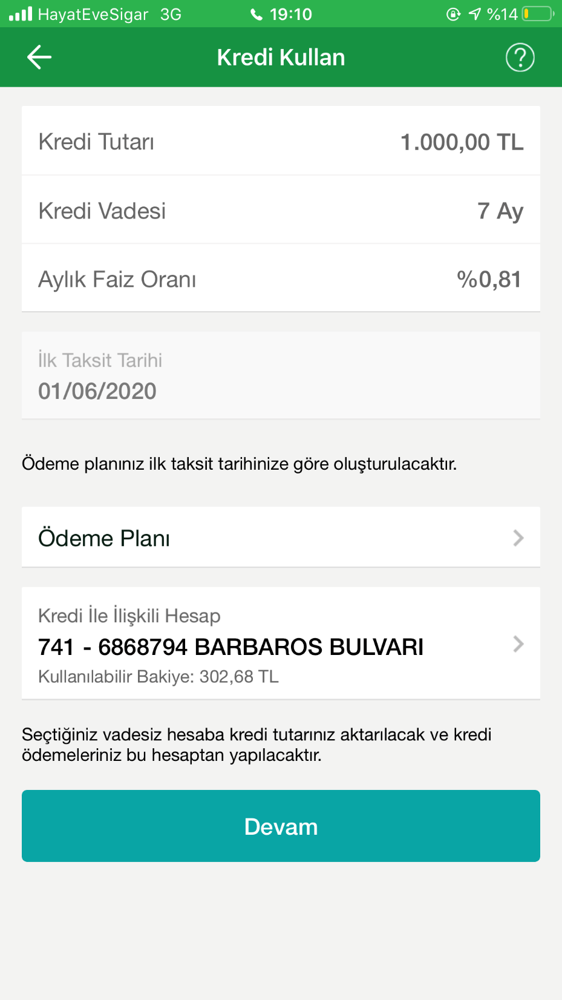 HayatEveSigar 3G 19:10 %14
Kredi Kullan
Kredi Tutarı 1.000,00 TL
Kredi Vadesi 7 Ay
Aylık Faiz Oranı %0,81
İlk Taksit Tarihi
01/06/2020
Ödeme planınız ilk taksit tarihinize göre oluşturulacaktır.
Ödeme Planı
Kredi İle İlişkili Hesap
741 - 6868794 BARBAROS BULVARI
Kullanılabilir Bakiye: 302,68 TL
Seçtiğiniz vadesiz hesaba kredi tutarınız aktarılacak ve kredi
ödemeleriniz bu hesaptan yapılacaktır.
Devam